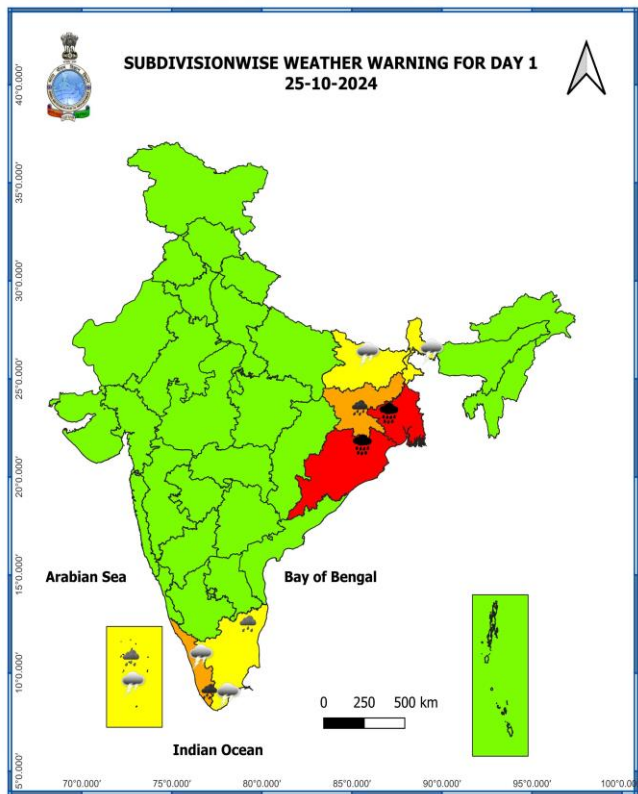 SUBDIVISIONWISE WEATHER WARNING FOR DAY 1
25-10-2024
40°0.000'
35°0.000'
30°0.000'
25°0.000'
20°0.000'
15°0.000'
10°0.000'
5°0.000'
Arabian Sea
Bay of Bengal
0 250 500 km
Indian Ocean
70°0.000' 75°0.000' 80°0.000' 85°0.000' 90°0.000' 95°0.000' 100°0.000'